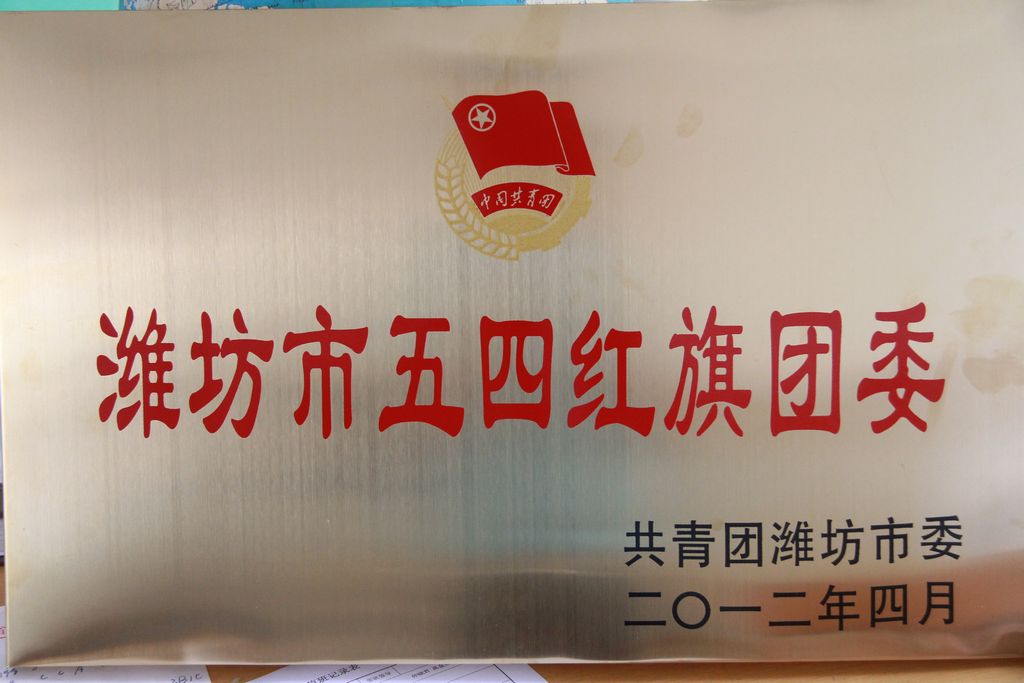 中国共青团
潍坊市五四红旗团委
共青团潍坊市委
二〇一二年四月